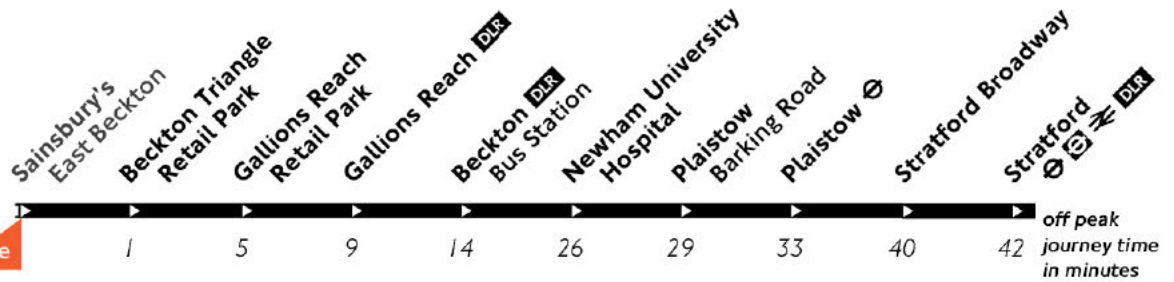 Sainsbury's
East Beckton
Beckton Triangle
Retail Park
Gallions Reach
Retail Park
Gallions Reach DLR
Beckton DLR
Bus Station
Newham University
Hospital
Plaistow
Barking Road
Plaistow
Stratford Broadway
Stratford
DLR
e
1 5 9 14 26 29 33 40 42
off peak
journey time
in minutes